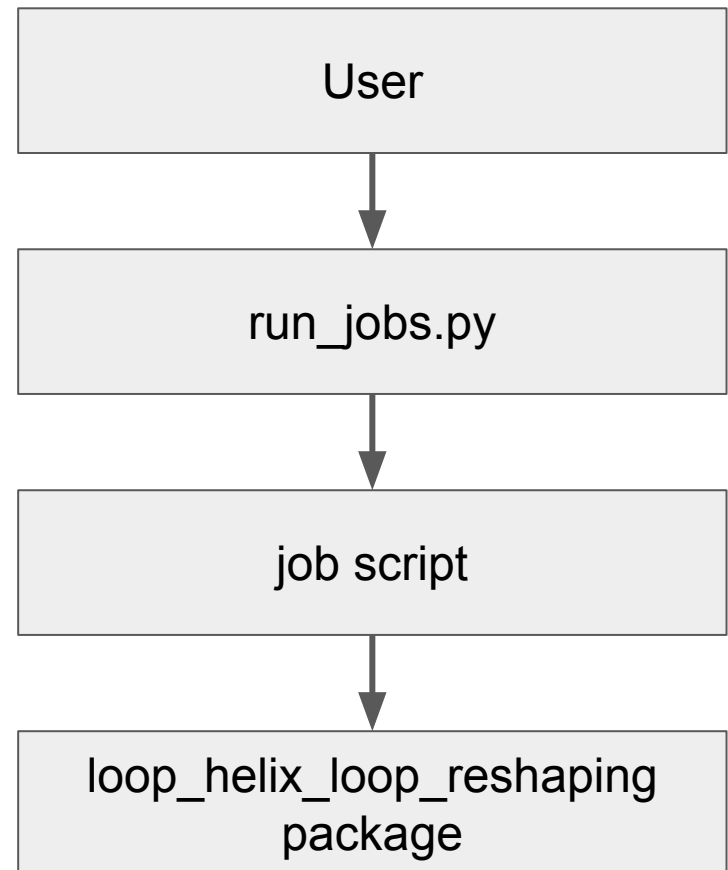 User
run_jobs.py
job script
loop_helix_loop_reshaping
package